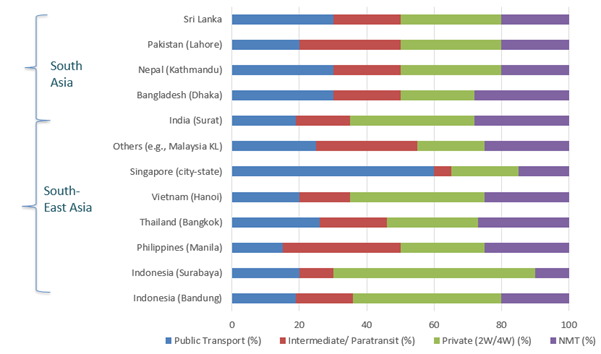 South
Asia
South-
East Asia
Sri Lanka
Pakistan (Lahore)
Nepal (Kathmandu)
Bangladesh (Dhaka)
India (Surat)
Others (e.g., Malaysia KL)
Singapore (city-state)
Vietnam (Hanoi)
Thailand (Bangkok)
Philippines (Manila)
Indonesia (Surabaya)
Indonesia (Bandung)
0 20 40 60 80 100
Public Transport (%) Intermediate/ Paratransit (%) Private (2W/4W) (%) NMT (%)